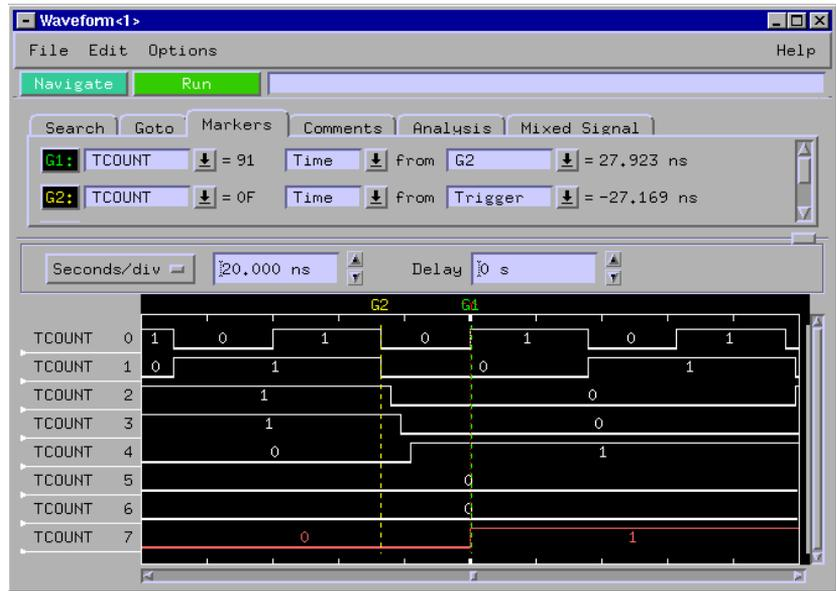 Waveform<1>
File Edit Options Help
Navigate Run
Search Goto Markers Comments Analysis Mixed Signal
G1: TCOUNT = 91 Time from G2 = 27.923 ns
G2: TCOUNT = 0F Time from Trigger = -27.169 ns
Seconds/div 20.000 ns Delay 0 s
G2 G1
TCOUNT 0 1 0 1 0 1 0 1
TCOUNT 1 0 1 0 1
TCOUNT 2 1 0
TCOUNT 3 1 0
TCOUNT 4 0 1
TCOUNT 5 0
TCOUNT 6 0
TCOUNT 7 0 1